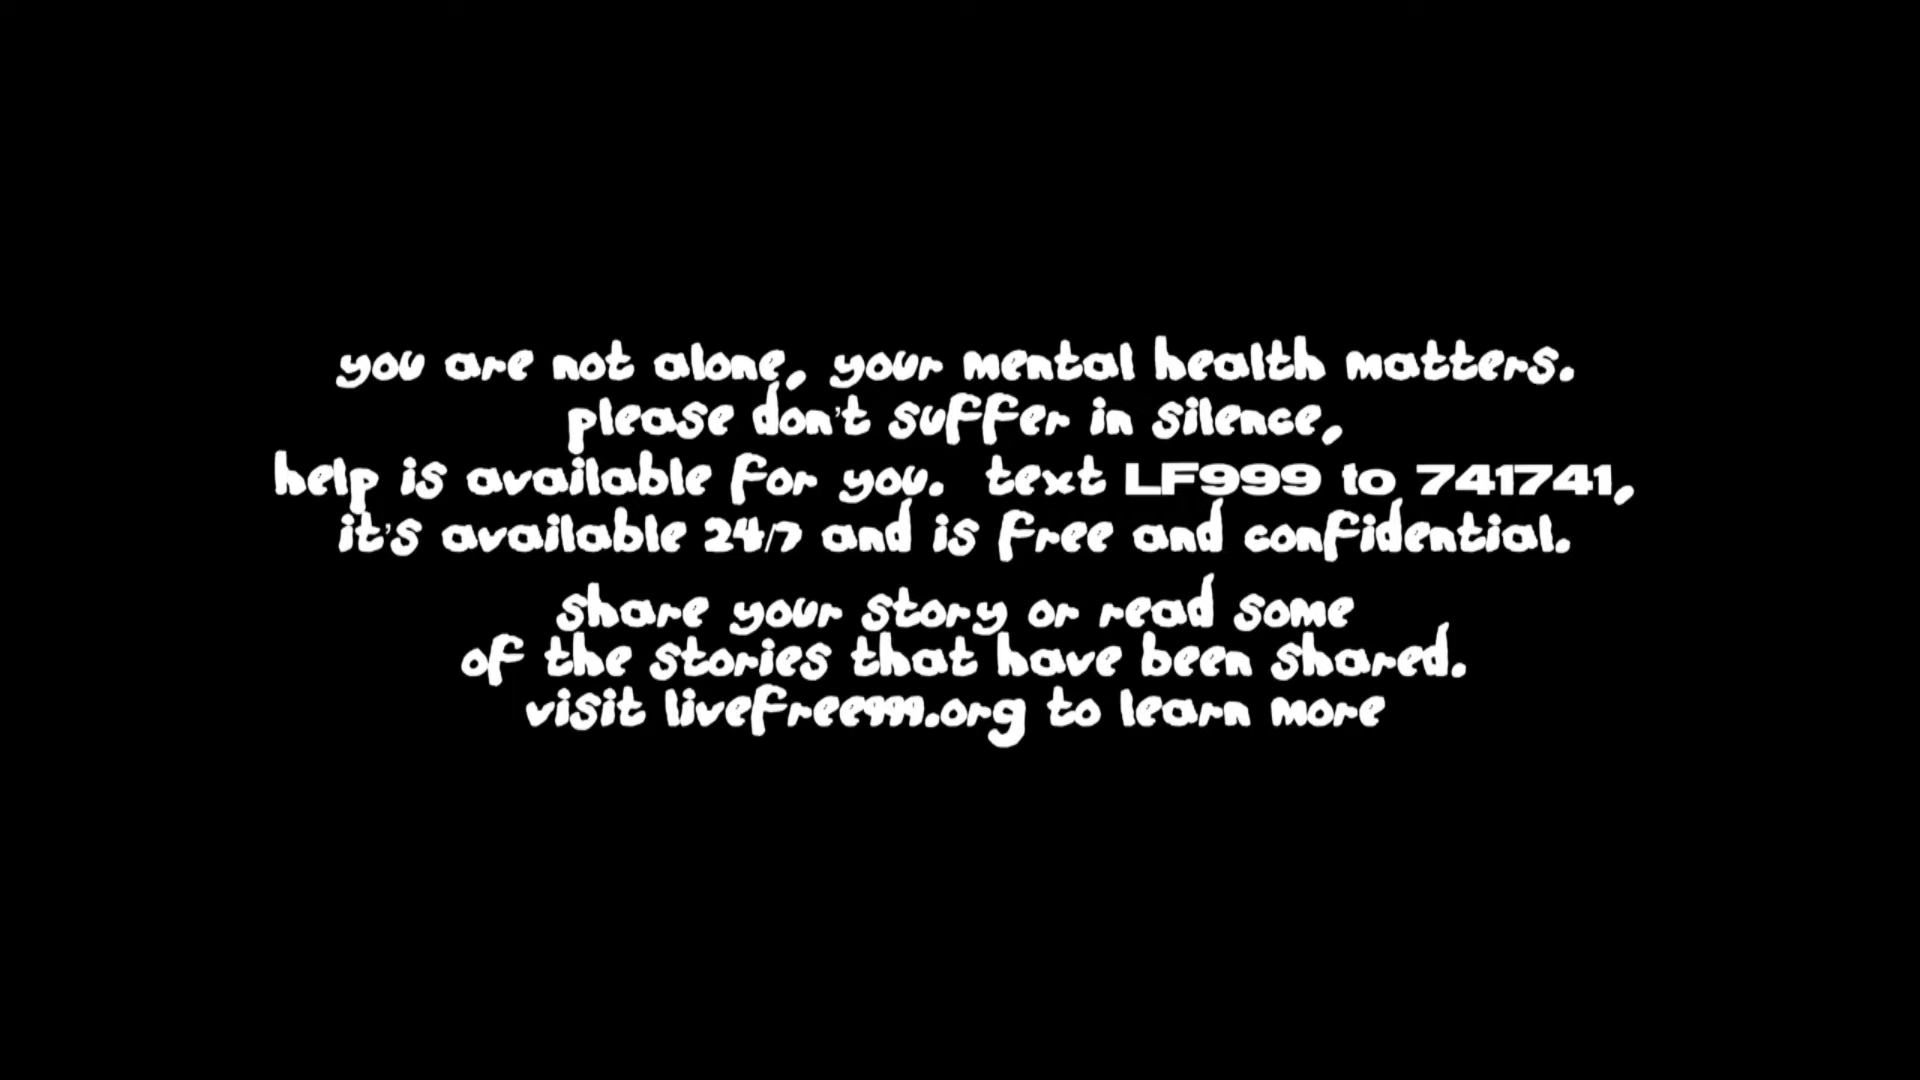 you are not alone, your mental health matters.
please don't suffer in silence,
help is available for you. text LF999 to 741741,
it's available 24/7 and is free and confidential.
share your story or read some
of the stories that have been shared.
visit livefree999.org to learn more